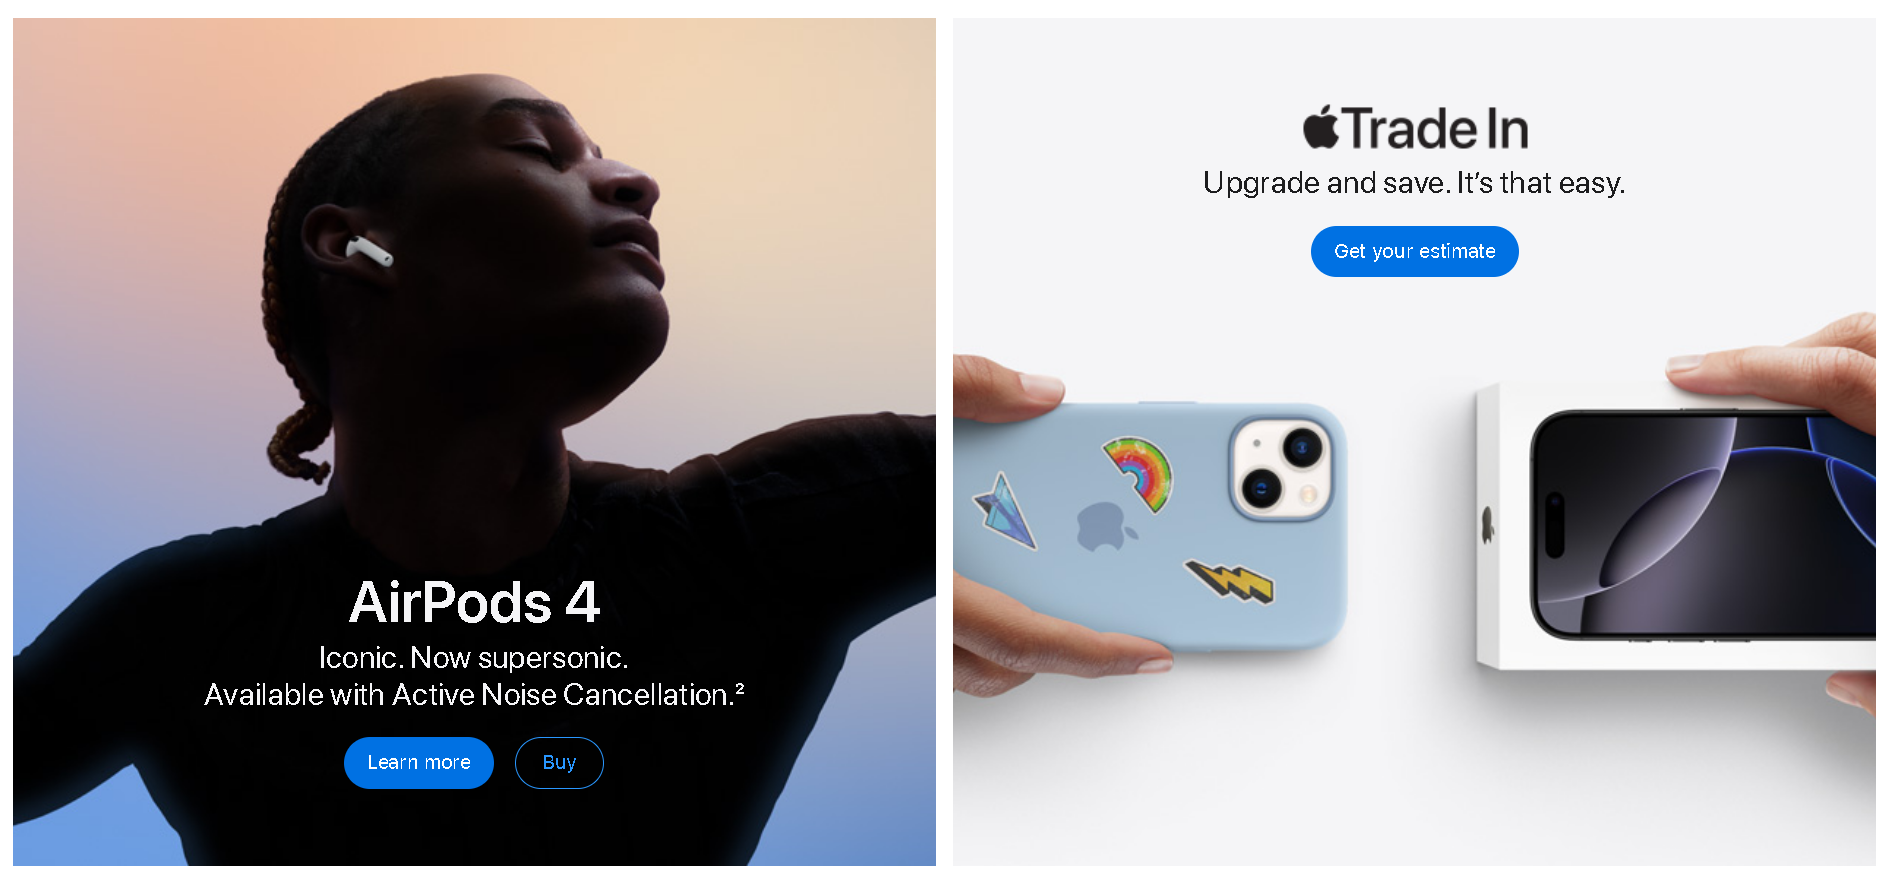 AirPods 4
Iconic. Now supersonic.
Available with Active Noise Cancellation.²
Learn more
Buy
Trade In
Upgrade and save. It’s that easy.
Get your estimate